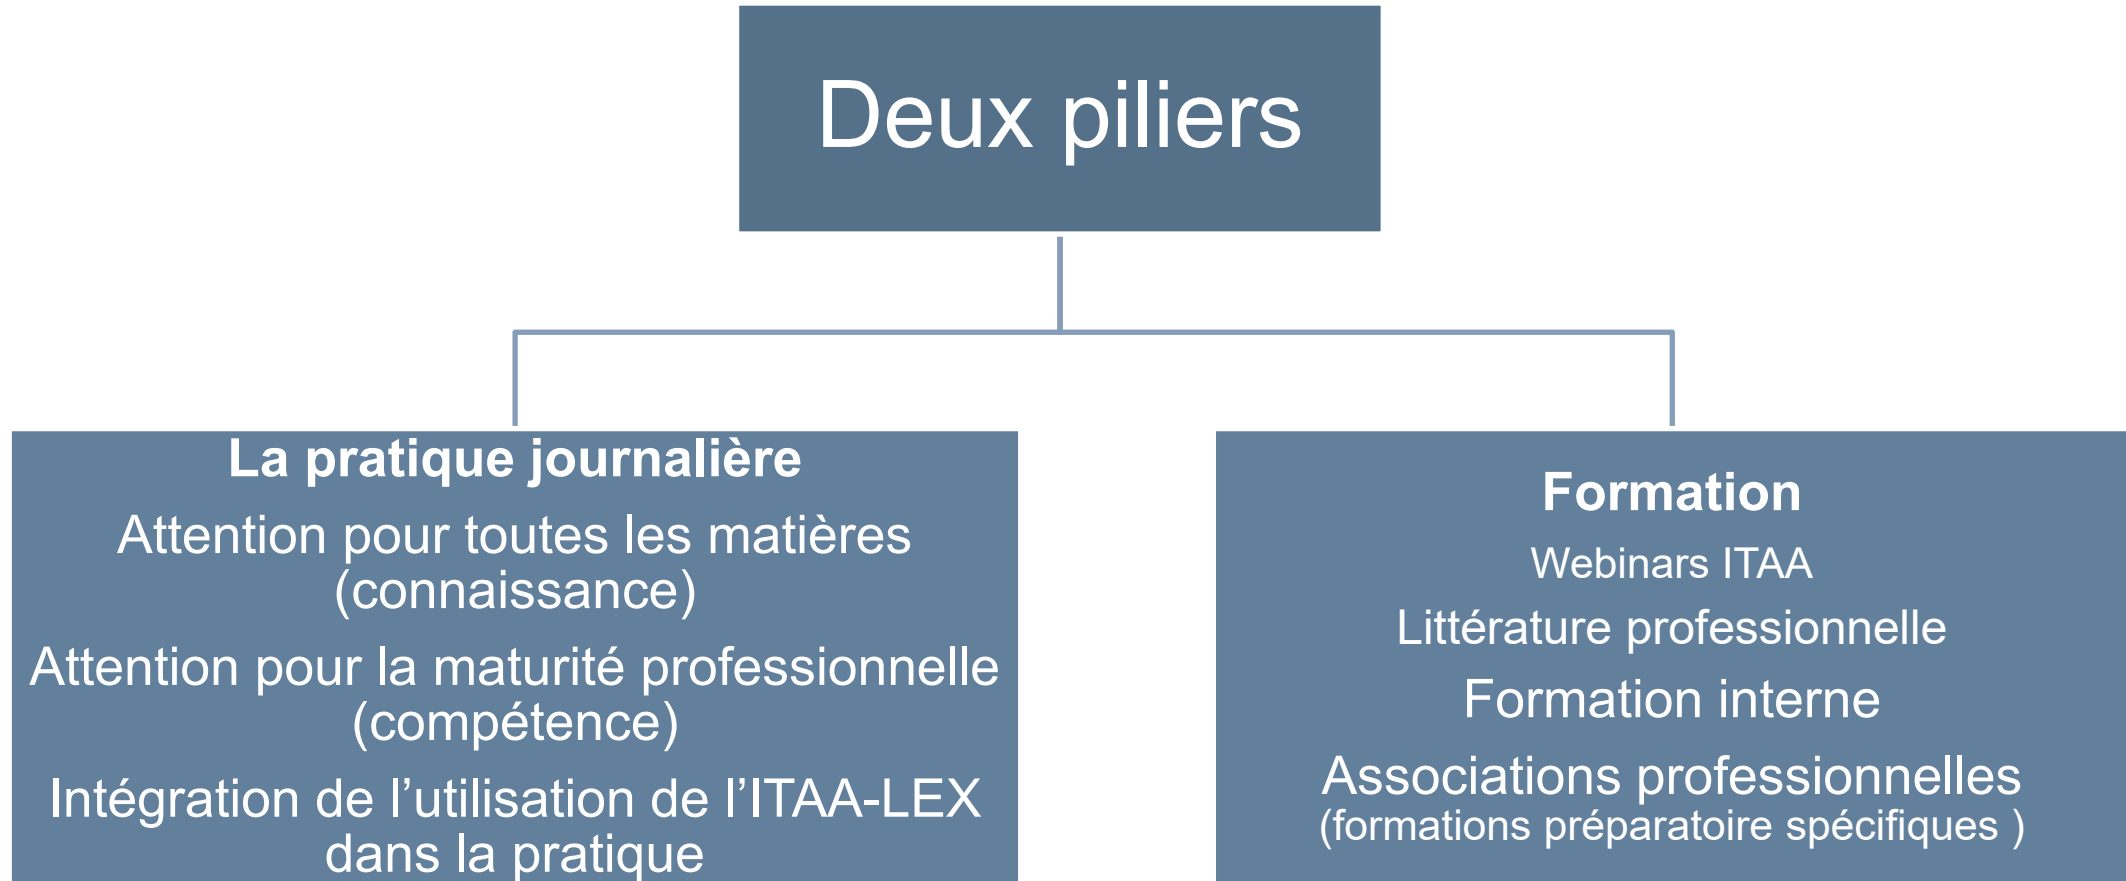 Deux piliers
La pratique journalière
Attention pour toutes les matières
(connaissance)
Attention pour la maturité professionnelle
(compétence)
Intégration de l’utilisation de l’ITAA-LEX
dans la pratique
Formation
Webinars ITAA
Littérature professionnelle
Formation interne
Associations professionnelles
(formations préparatoire spécifiques )